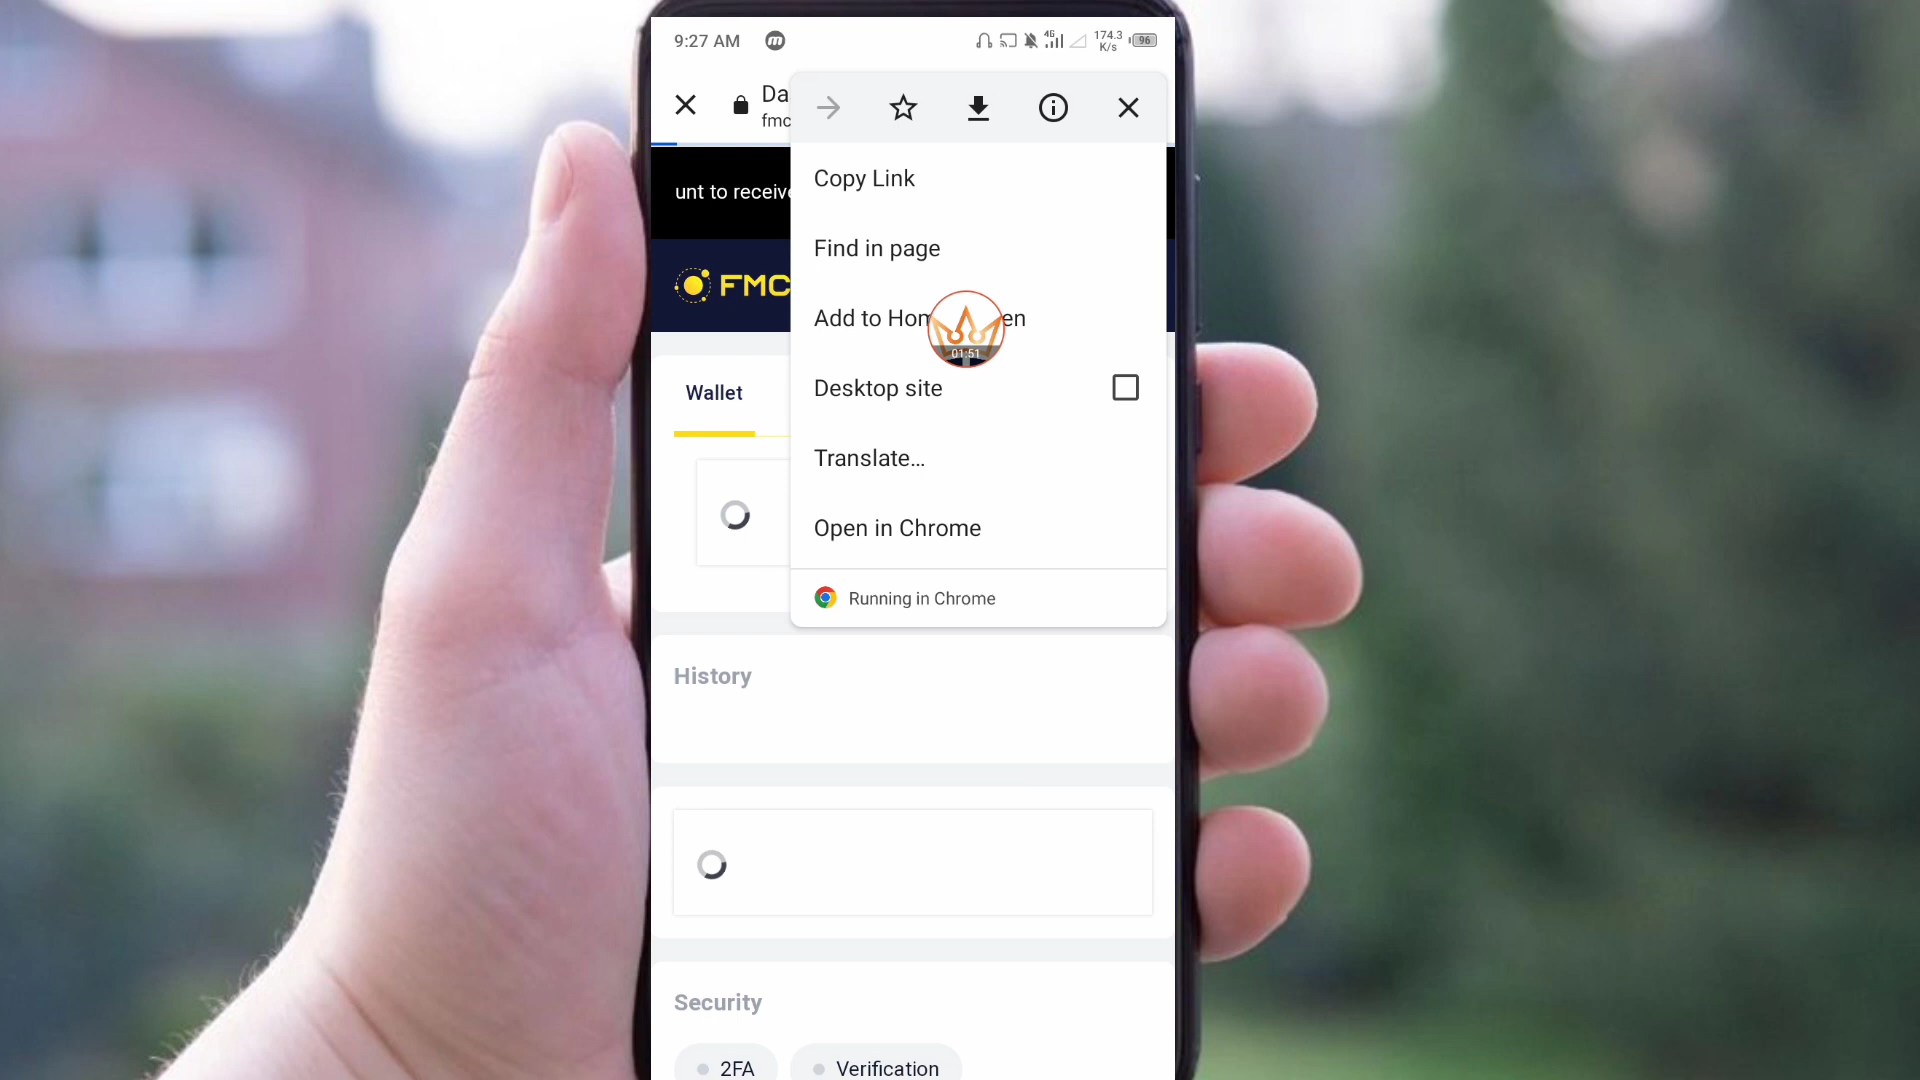 9:27 AM
4G
174.3
K/s
96
Da
fmc
Copy Link
unt to receive
Find in page
FMC
Add to Hom en
01:51
Desktop site
Wallet
Translate...
Open in Chrome
Running in Chrome
History
Security
2FA
Verification